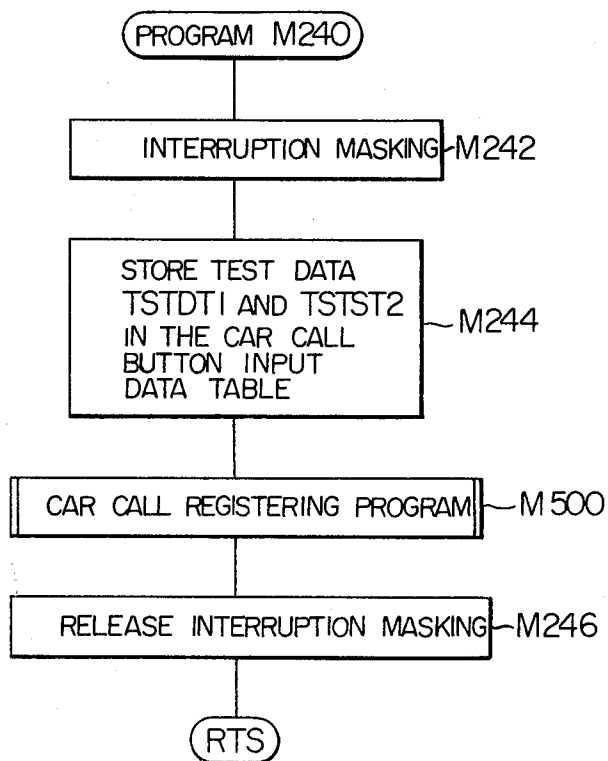 PROGRAM M240
INTERRUPTION MASKING
M242
STORE TEST DATA
TSTDT1 AND TSTST2
IN THE CAR CALL
BUTTON INPUT
DATA TABLE
M244
CAR CALL REGISTERING PROGRAM
M500
RELEASE INTERRUPTION MASKING
M246
RTS